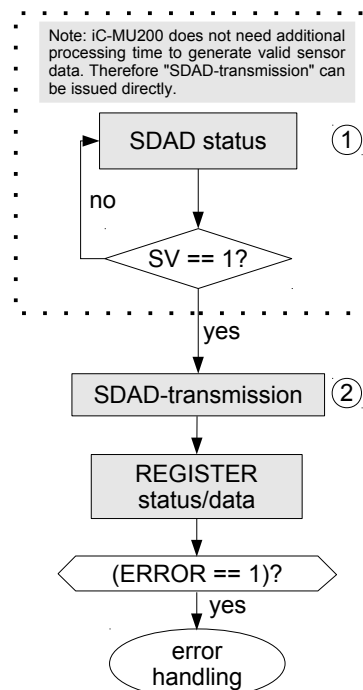 Note: iC-MU200 does not need additional
processing time to generate valid sensor
data. Therefore "SDAD-transmission" can
be issued directly.
SDAD status
1
no
SV == 1?
yes
SDAD-transmission
2
REGISTER
status/data
(ERROR == 1)?
yes
error
handling